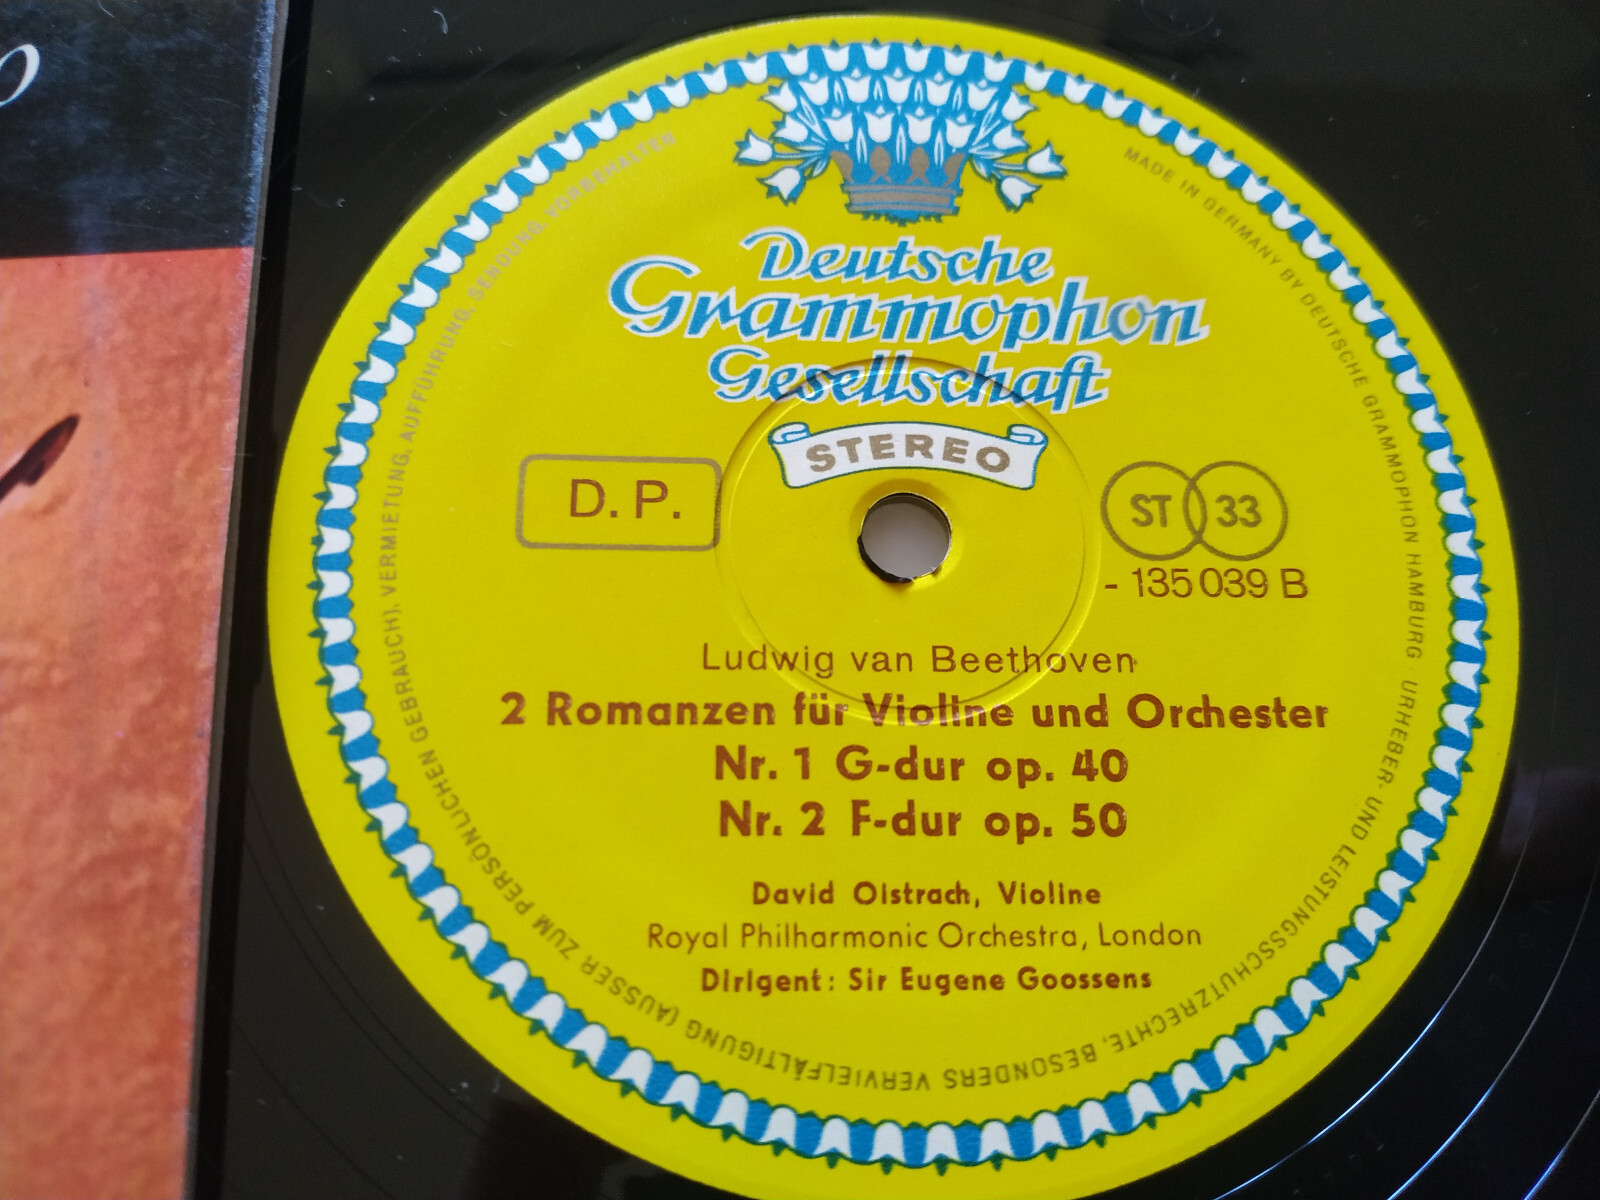 Deutsche
Grammophon
Gesellschaft
STEREO
D. P.
ST 33
- 135 039 B
Ludwig van Beethoven
2 Romanzen für Violine und Orchester
Nr. 1 G-dur op. 40
Nr. 2 F-dur op. 50
David Oistrach, Violine
Royal Philharmonic Orchestra, London
Dirigent: Sir Eugene Goossens
MADE IN GERMANY BY DEUTSCHE GRAMMOPHON HAMBURG · URHEBER- UND LEISTUNGSSCHUTZRECHTE, BESONDERS VERVIELFÄLTIGUNG (AUSSER ZUM PERSÖNLICHEN GEBRAUCH), VERMIETUNG, AUFFÜHRUNG, SENDUNG, VORBEHALTEN